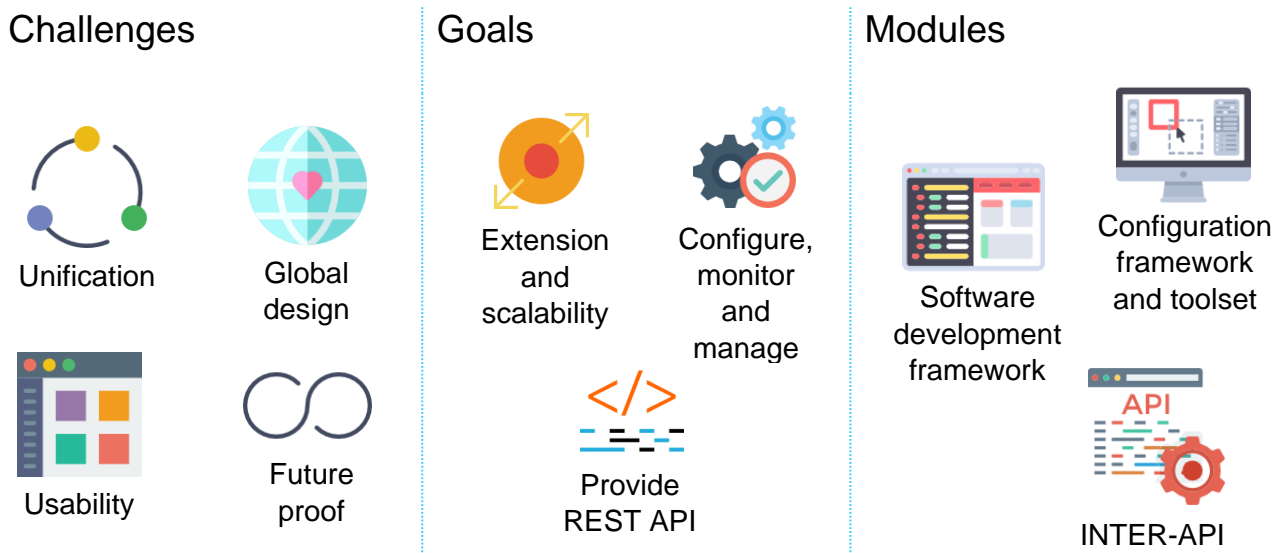 Challenges
Unification
Global
design
Usability
Future
proof
Goals
Extension
and
scalability
Configure,
monitor
and
manage
</>
Provide
REST API
Modules
Software
development
framework
Configuration
framework
and toolset
API
INTER-API